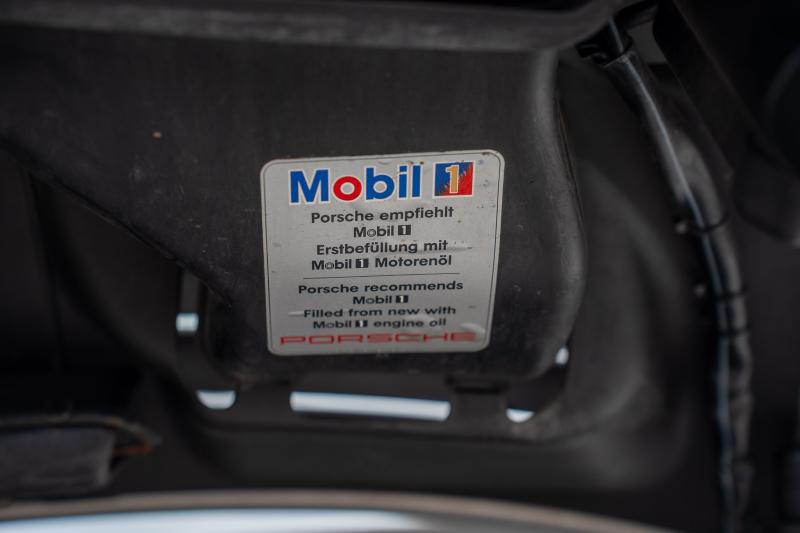 Mobil 1
Porsche empfiehlt
Mobil 1
Erstbefüllung mit
Mobil 1 Motorenöl
Porsche recommends
Mobil 1
Filled from new with
Mobil 1 engine oil
PORSCHE